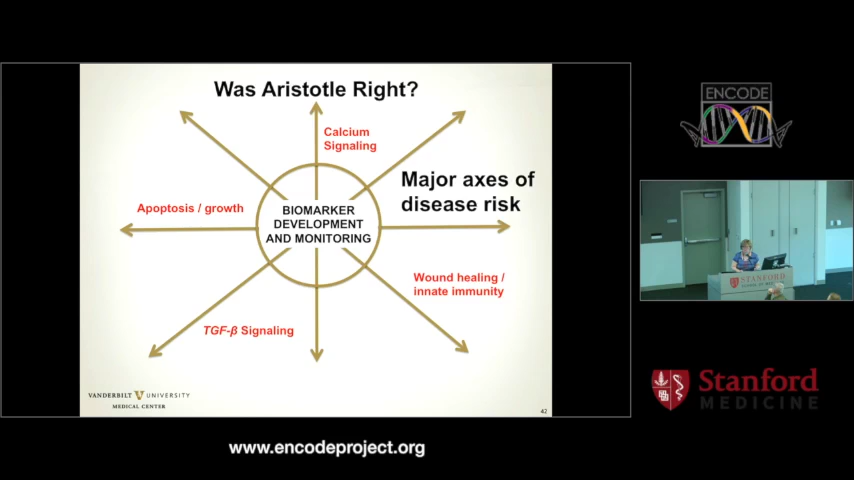 Was Aristotle Right?
Calcium
Signaling
Major axes of
disease risk
Apoptosis / growth
BIOMARKER
DEVELOPMENT
AND MONITORING
Wound healing /
innate immunity
TGF-β Signaling
VANDERBILT V UNIVERSITY
MEDICAL CENTER
42
ENCODE
STANFORD
Stanford
MEDICINE
www.encodeproject.org